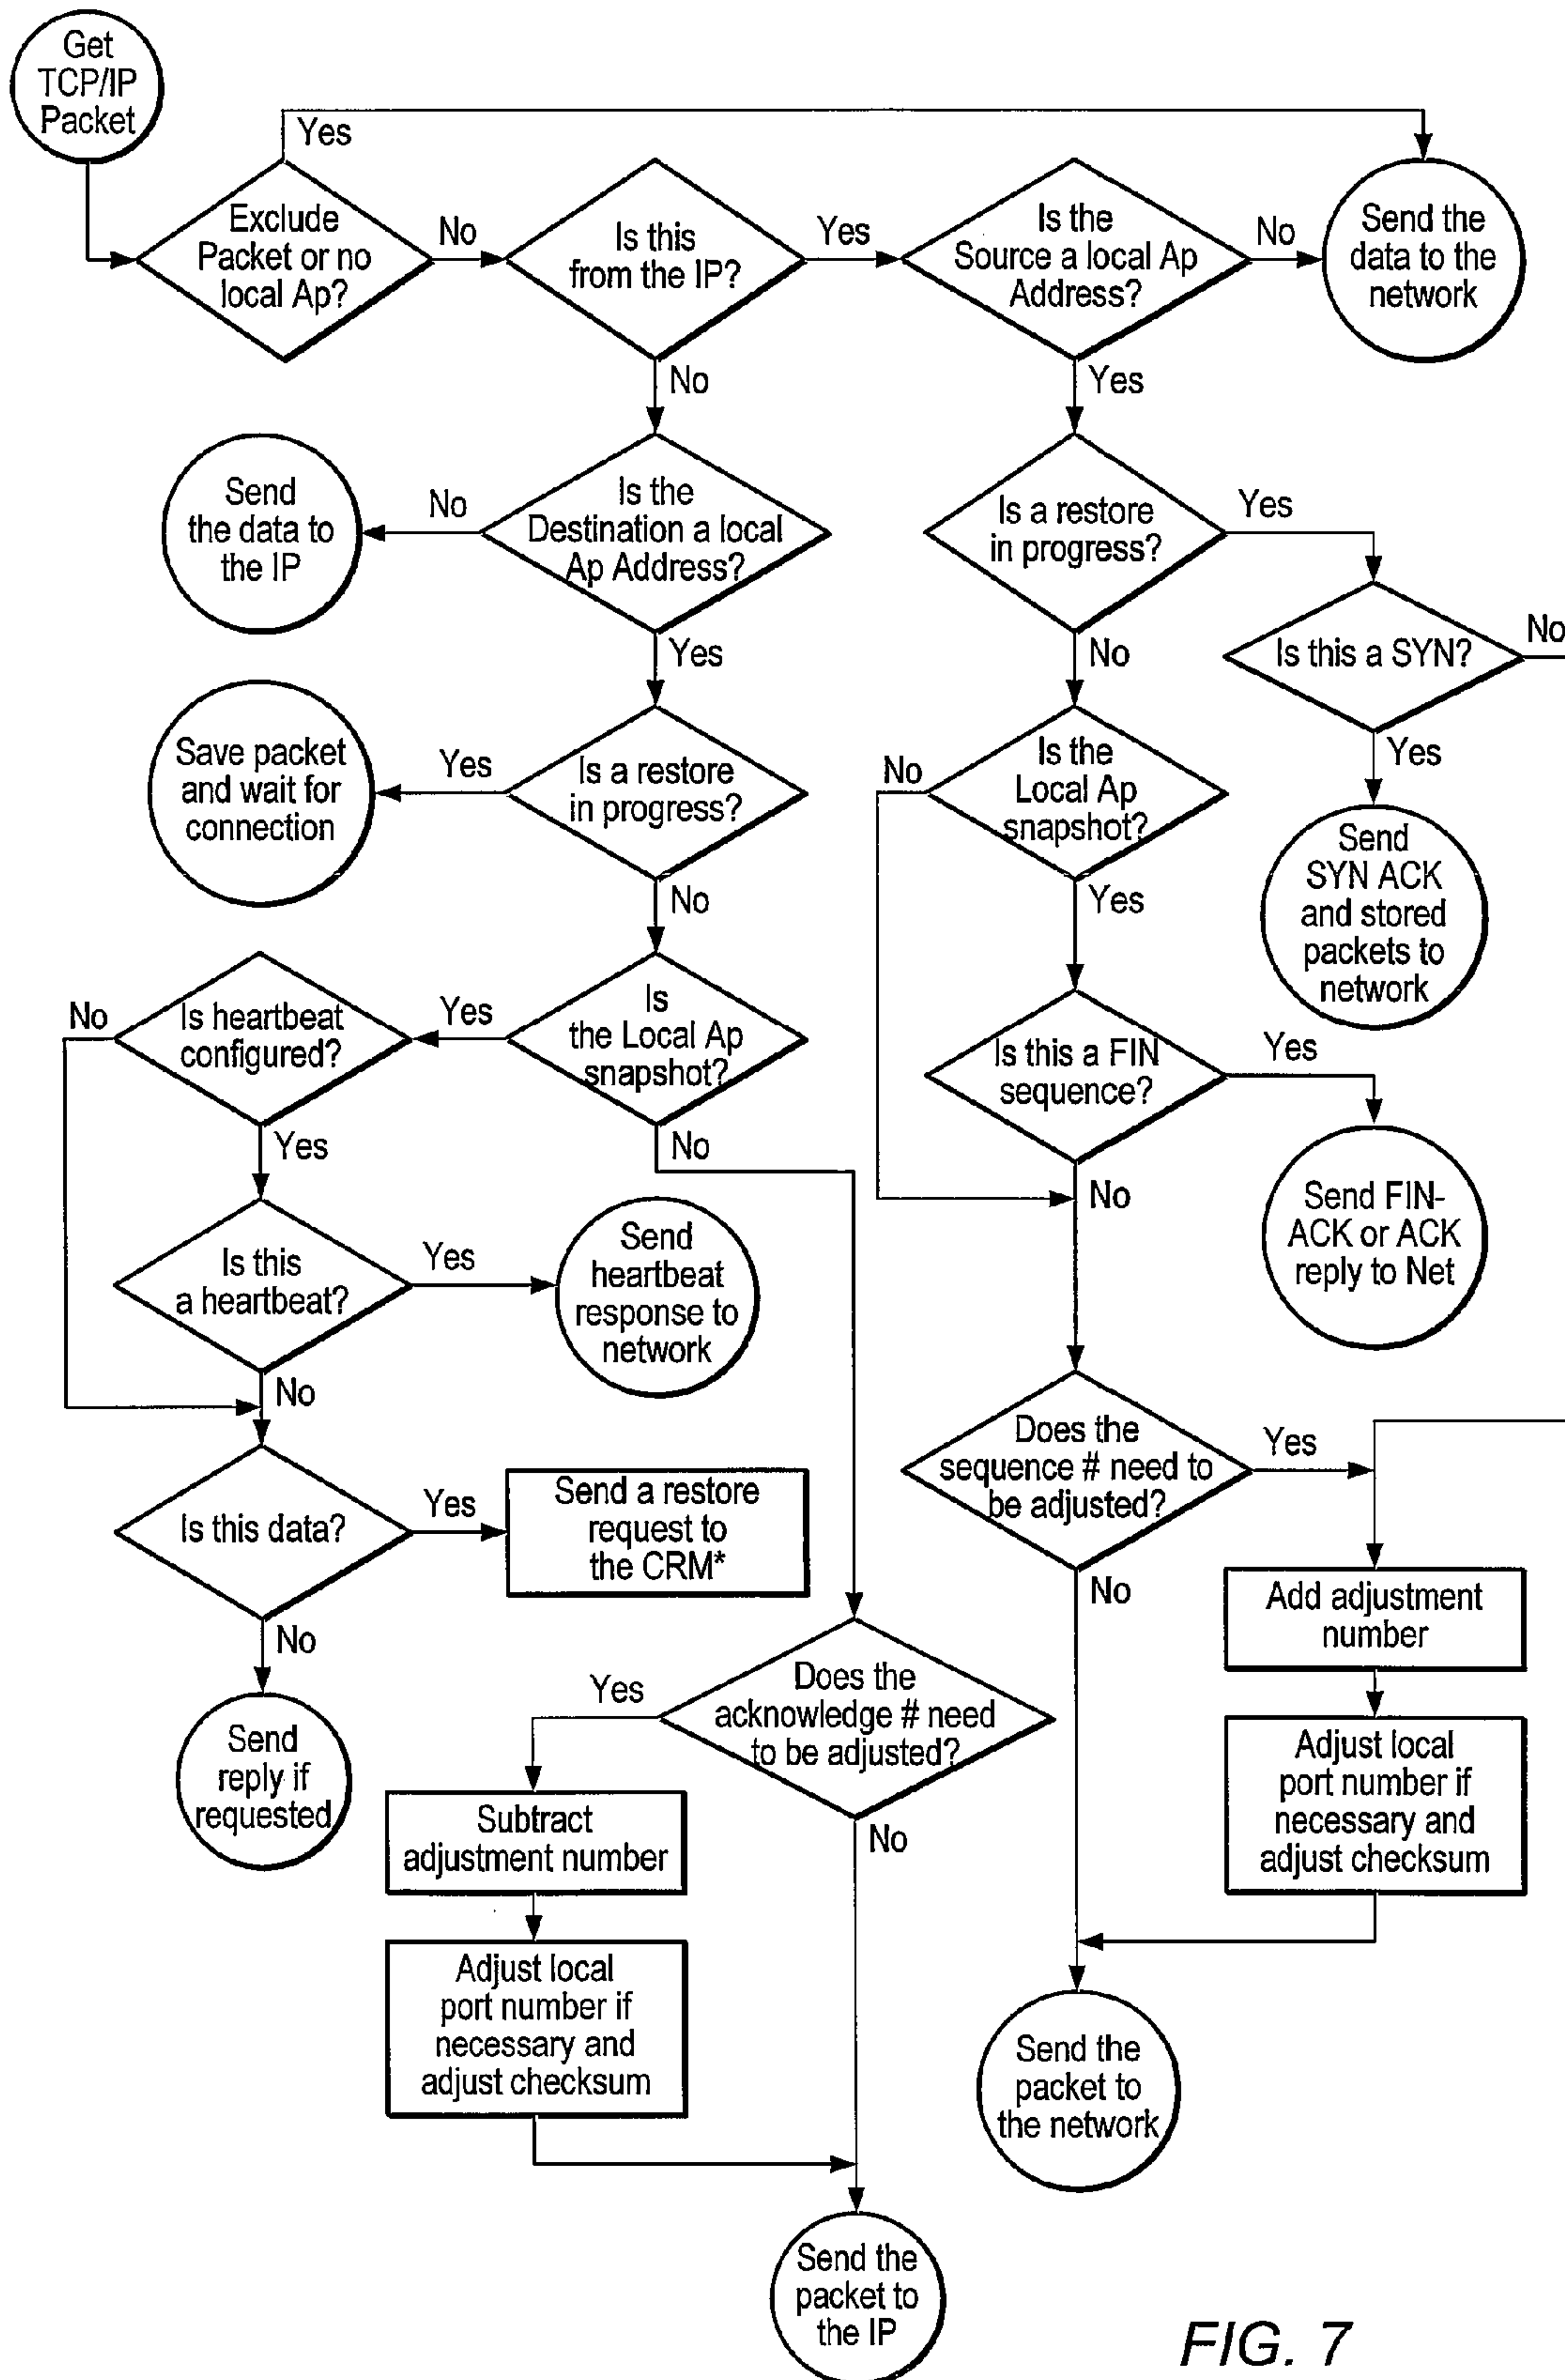 Get
TCP/IP
Packet
Yes
Exclude
Packet or no
local Ap?
No
Is this
from the IP?
Yes
Is the
Source a local Ap
Address?
No
Send the
data to the
network
No
Yes
Send
the data to
the IP
No
Is the
Destination a local
Ap Address?
Is a restore
in progress?
Yes
Yes
No
Is this a SYN?
No
Save packet
and wait for
connection
Yes
Is a restore
in progress?
No
Is the
Local Ap
snapshot?
Yes
No
Yes
Send
SYN ACK
and stored
packets to
network
No
Is heartbeat
configured?
Yes
Is
the Local Ap
snapshot?
Is this a FIN
sequence?
Yes
Yes
No
No
Is this
a heartbeat?
Yes
Send
heartbeat
response to
network
Send FIN-
ACK or ACK
reply to Net
No
Does the
sequence # need to
be adjusted?
Yes
Is this data?
Yes
Send a restore
request to
the CRM*
No
Add adjustment
number
No
Yes
Does the
acknowledge # need
to be adjusted?
Adjust local
port number if
necessary and
adjust checksum
Send
reply if
requested
Subtract
adjustment number
No
Adjust local
port number if
necessary and
adjust checksum
Send the
packet to
the network
Send the
packet to
the IP
FIG. 7